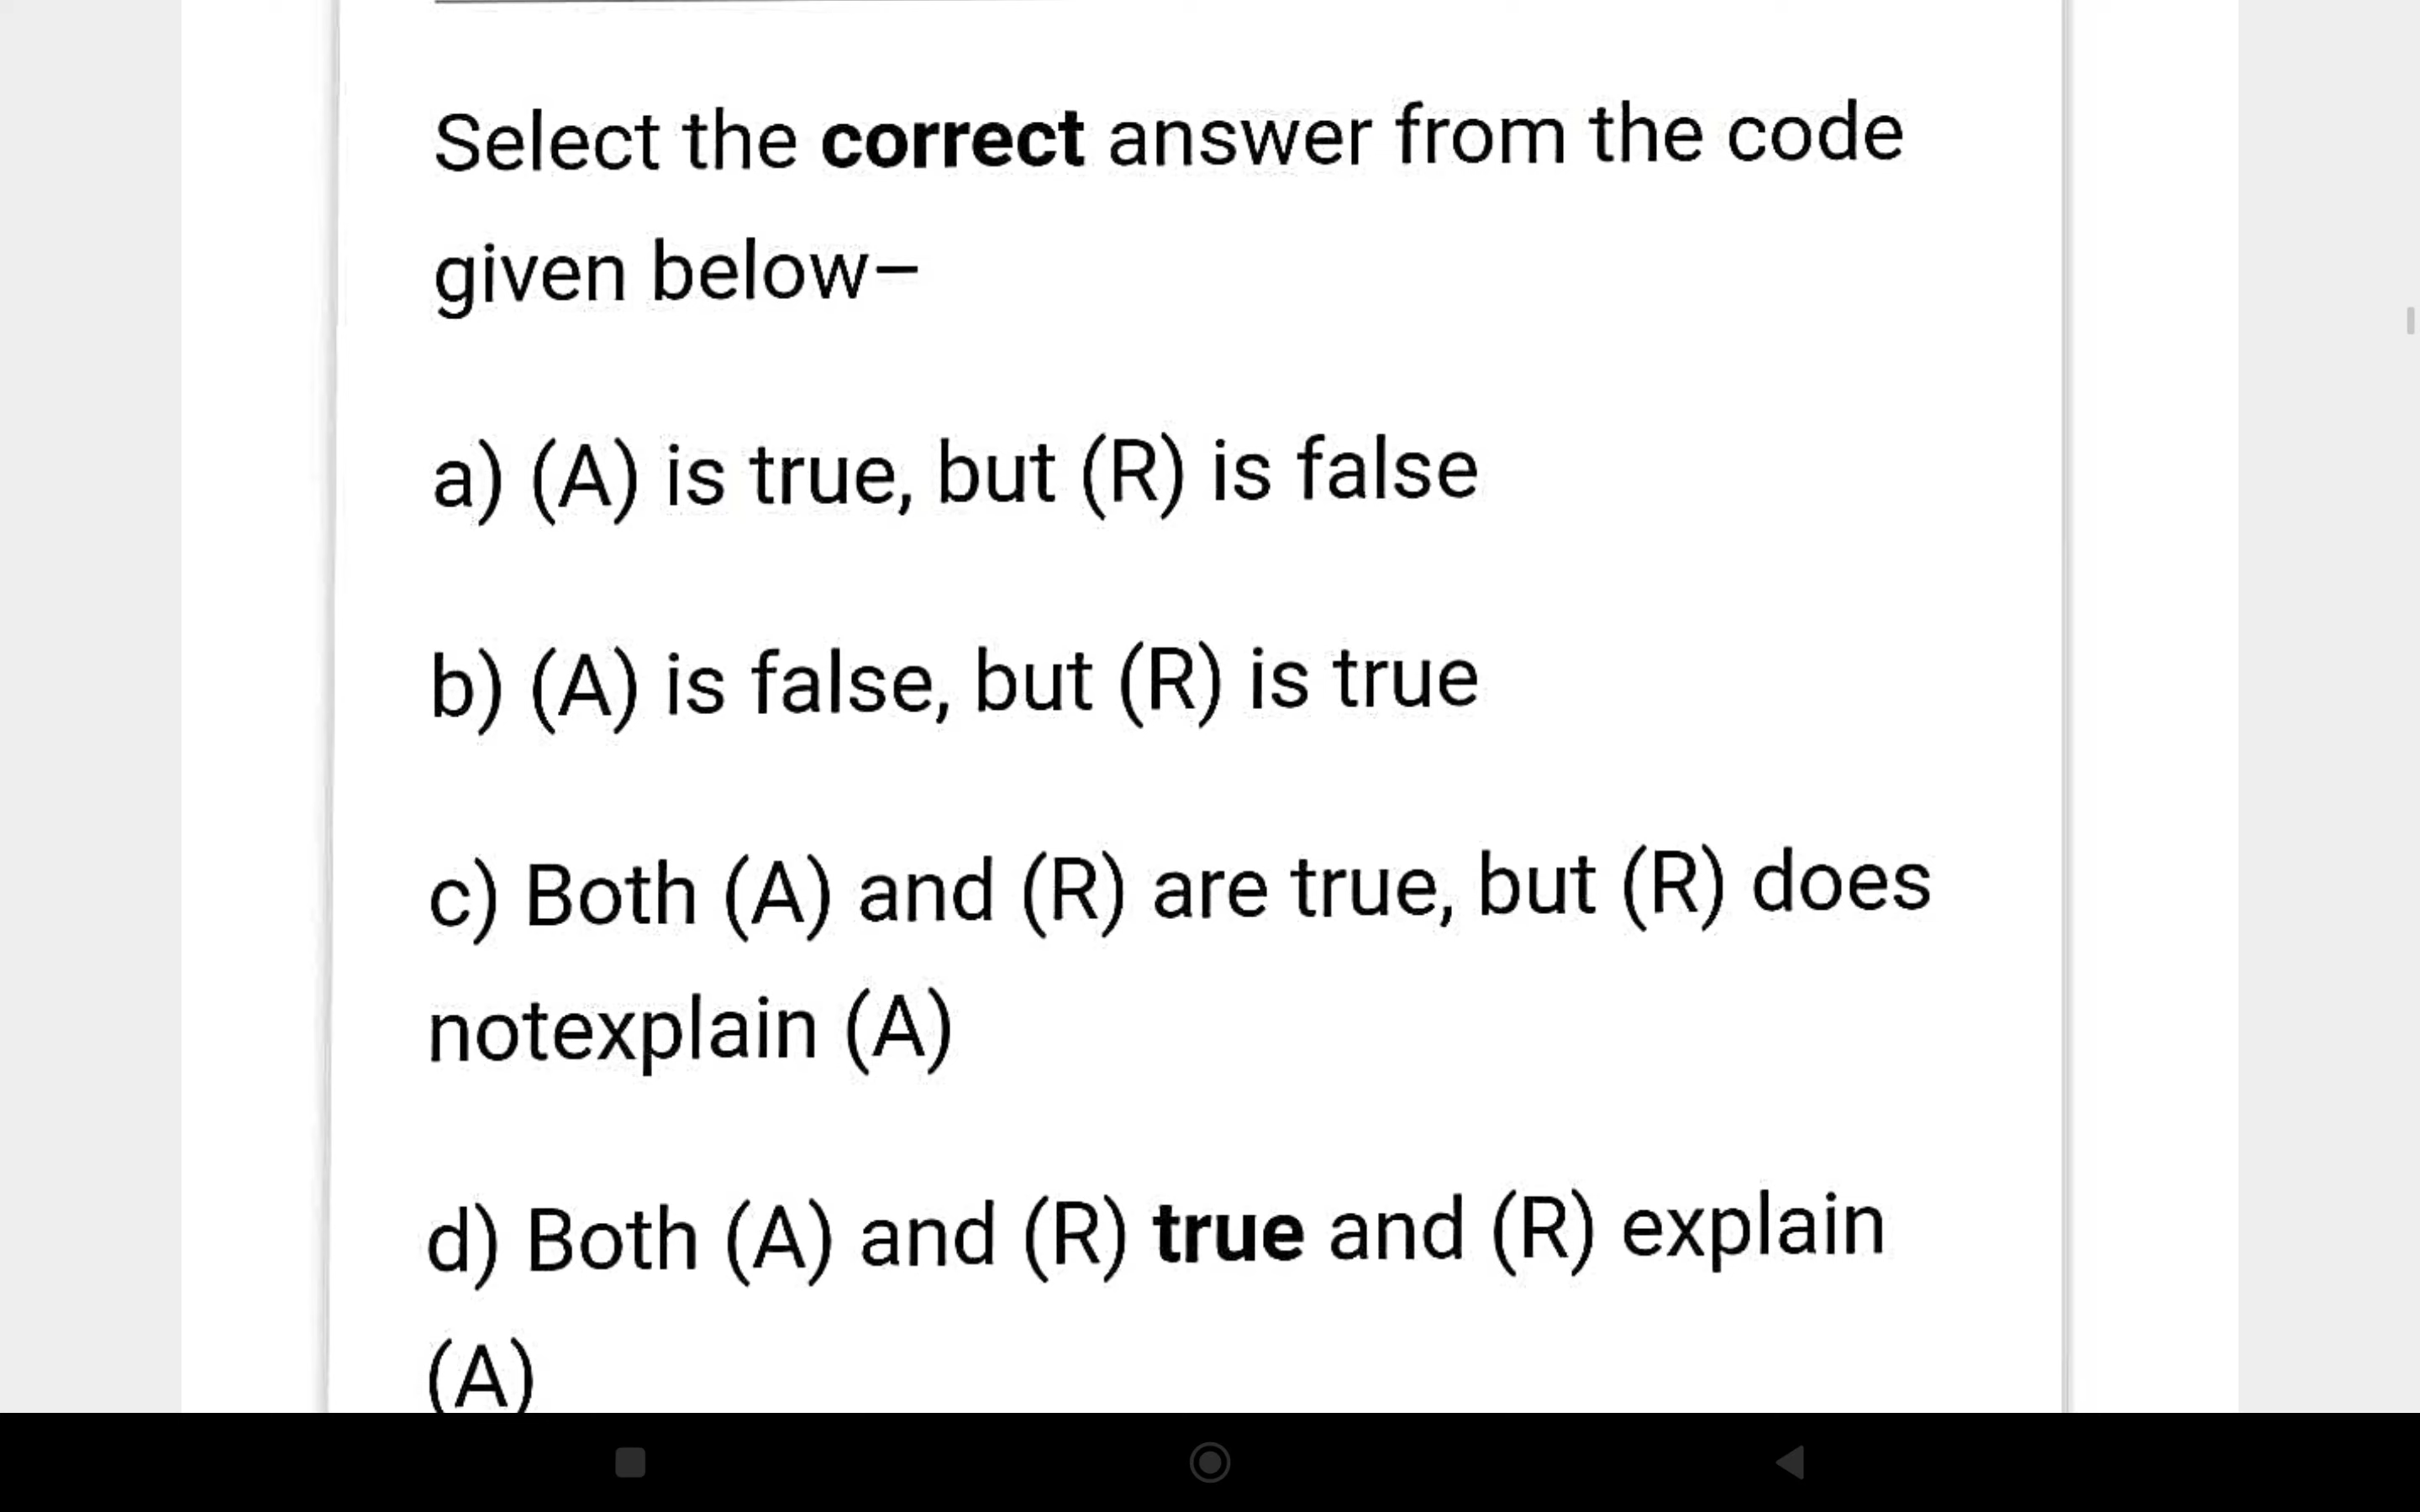 Select the correct answer from the code
given below–
a) (A) is true, but (R) is false
b) (A) is false, but (R) is true
c) Both (A) and (R) are true, but (R) does
notexplain (A)
d) Both (A) and (R) true and (R) explain
(A)